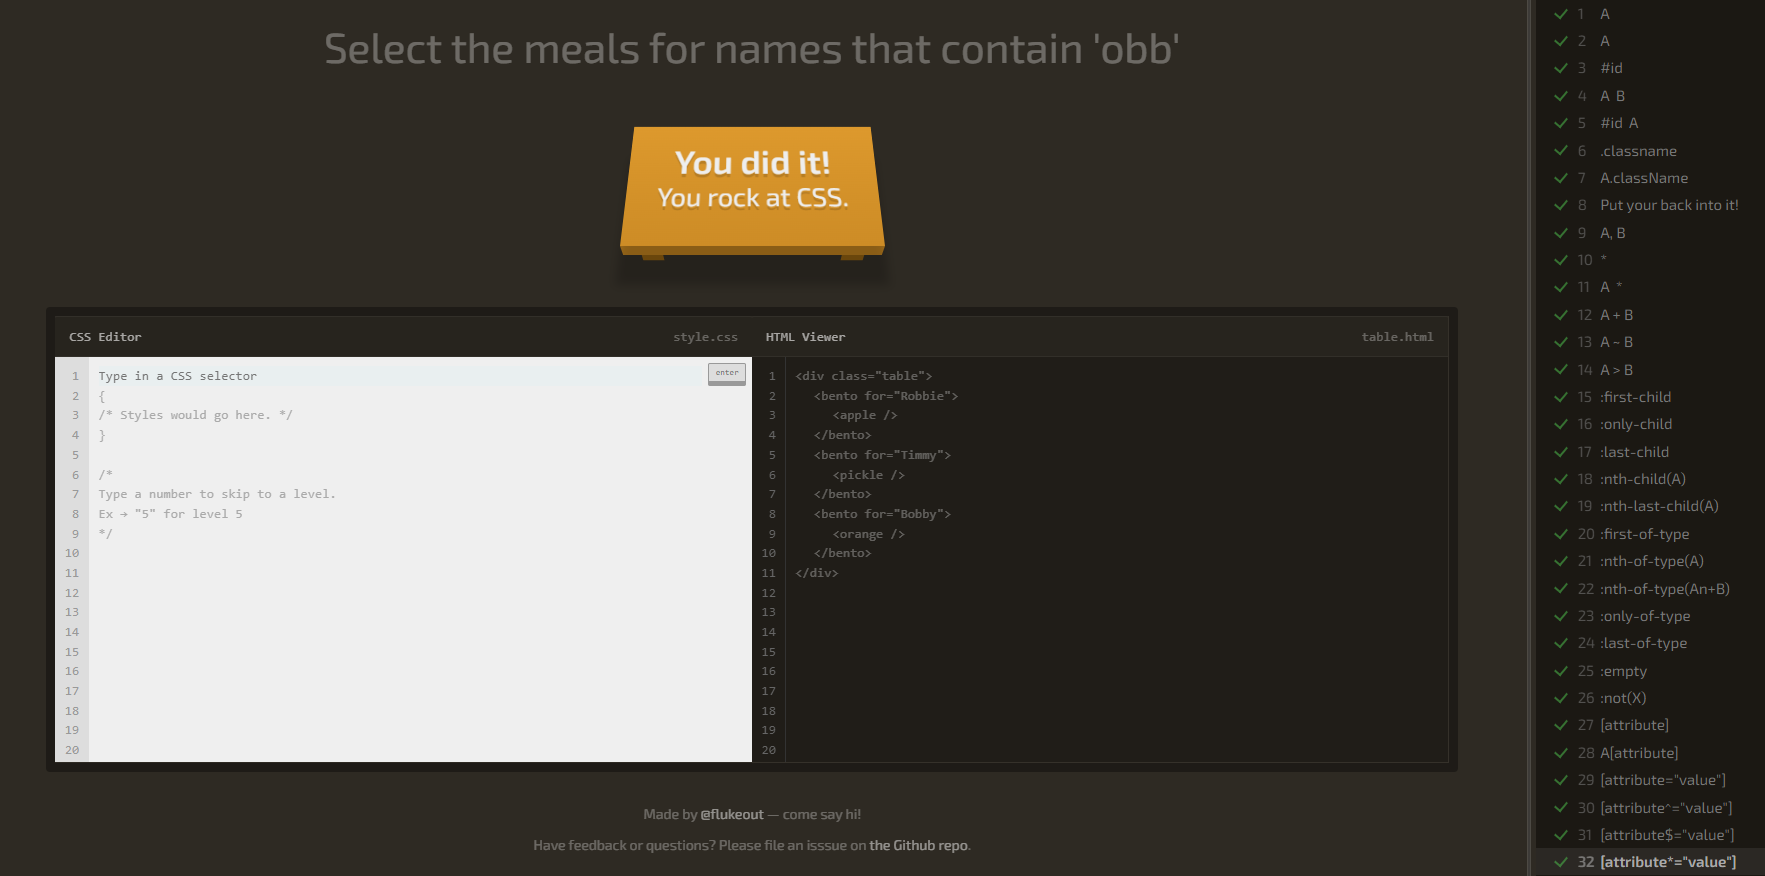 Select the meals for names that contain 'obb'
You did it!
You rock at CSS.
CSS Editor style.css
1 Type in a CSS selector enter
2 {
3 /* Styles would go here. */
4 }
5
6 /*
7 Type a number to skip to a level.
8 Ex → "5" for level 5
9 */
10
11
12
13
14
15
16
17
18
19
20
HTML Viewer table.html
1 <div class="table">
2 <bento for="Robbie">
3 <apple />
4 </bento>
5 <bento for="Timmy">
6 <pickle />
7 </bento>
8 <bento for="Bobby">
9 <orange />
10 </bento>
11 </div>
12
13
14
15
16
17
18
19
20
Made by @flukeout — come say hi!
Have feedback or questions? Please file an isssue on the Github repo.
1 A
2 A
3 #id
4 A B
5 #id A
6 .classname
7 A.className
8 Put your back into it!
9 A, B
10 *
11 A *
12 A + B
13 A ~ B
14 A > B
15 :first-child
16 :only-child
17 :last-child
18 :nth-child(A)
19 :nth-last-child(A)
20 :first-of-type
21 :nth-of-type(A)
22 :nth-of-type(An+B)
23 :only-of-type
24 :last-of-type
25 :empty
26 :not(X)
27 [attribute]
28 A[attribute]
29 [attribute="value"]
30 [attribute^="value"]
31 [attribute$="value"]
32 [attribute*="value"]